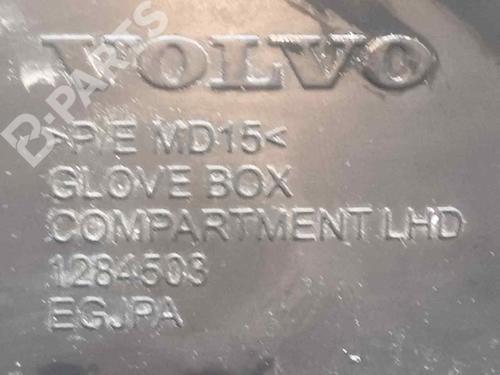 VOLVO
B-PARTS
>P/E MD15<
GLOVE BOX
COMPARTMENT LHD
1284503
EGJPA